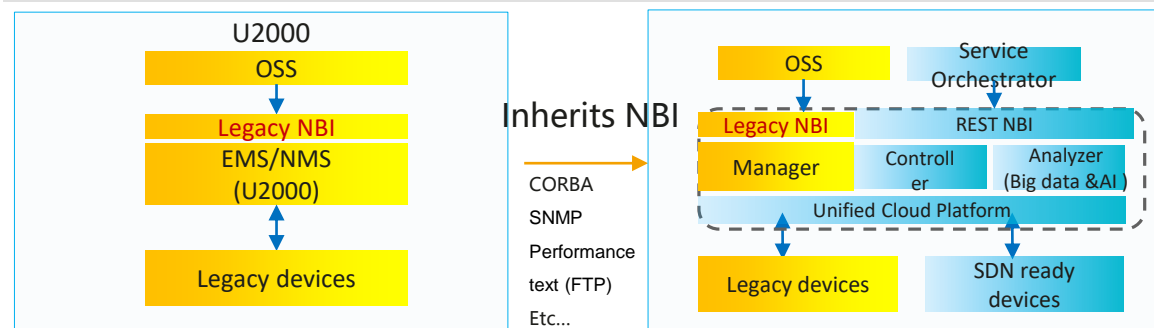 U2000
OSS
Legacy NBI
EMS/NMS
(U2000)
Legacy devices
Inherits NBI
CORBA
SNMP
Performance
text (FTP)
Etc...
OSS
Service
Orchestrator
Legacy NBI
REST NBI
Manager
Controll
er
Analyzer
(Big data &AI )
Unified Cloud Platform
Legacy devices
SDN ready
devices